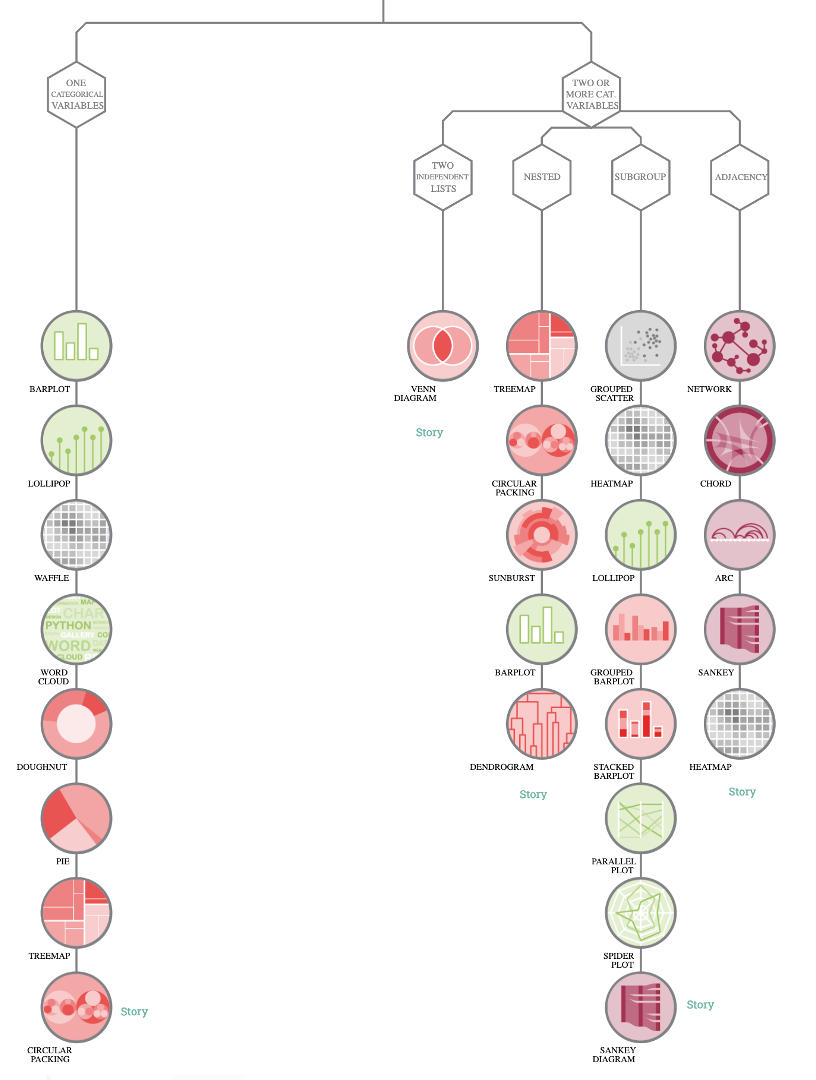 ONE
CATEGORICAL
VARIABLES
TWO OR
MORE CAT.
VARIABLES
TWO
INDEPENDENT
LISTS
NESTED
SUBGROUP
ADJACENCY
BARPLOT
LOLLIPOP
WAFFLE
MAP
CHAR
PYTHON
GALLERY CO
WORD
CLOUD
WORD
CLOUD
DOUGHNUT
PIE
TREEMAP
CIRCULAR
PACKING
Story
VENN
DIAGRAM
Story
TREEMAP
CIRCULAR
PACKING
SUNBURST
BARPLOT
DENDROGRAM
Story
GROUPED
SCATTER
HEATMAP
LOLLIPOP
GROUPED
BARPLOT
STACKED
BARPLOT
PARALLEL
PLOT
SPIDER
PLOT
SANKEY
DIAGRAM
Story
NETWORK
CHORD
ARC
SANKEY
HEATMAP
Story